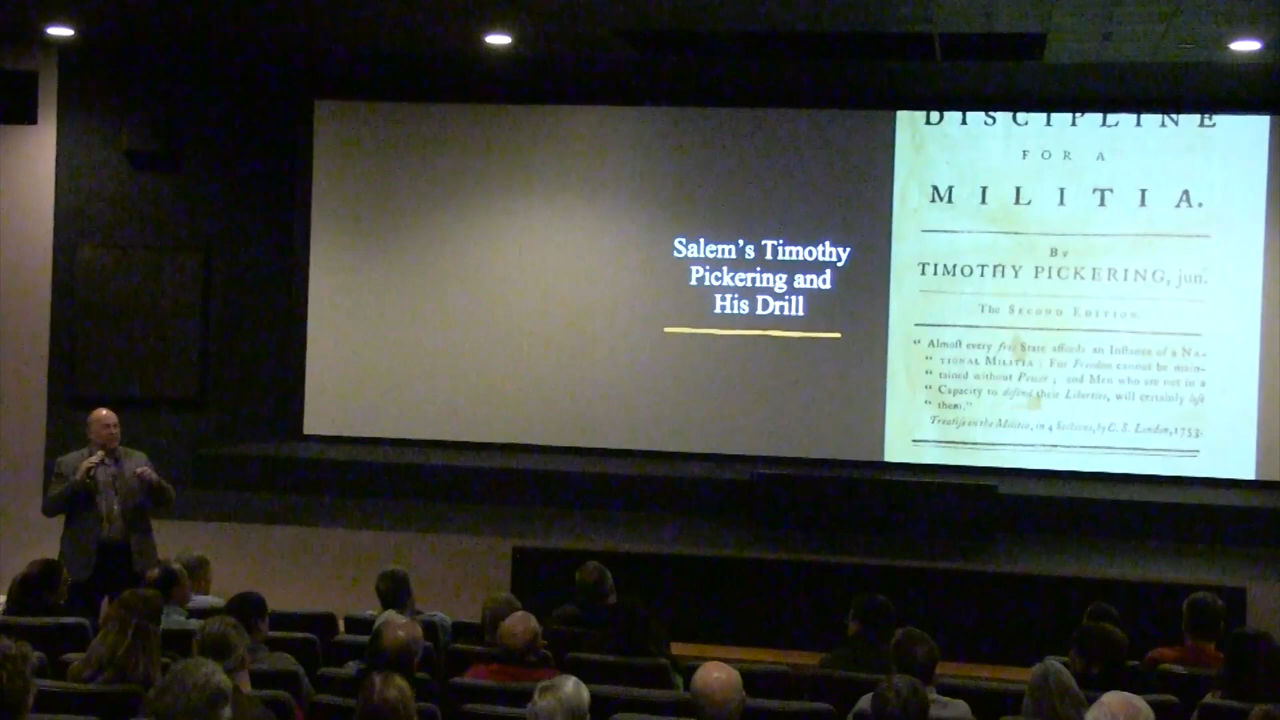 Salem's Timothy
Pickering and
His Drill
DISCIPLINE
FOR A
MILITIA.
By
TIMOTHY PICKERING, jun.
The SECOND EDITION.
“ Almoſt every free State affords an Inſtance of a NA-
“ TIONAL MILITIA : For Freedom cannot be main-
“ tained without Power ; and Men who are not in a
“ Capacity to defend their Liberties, will certainly loſe
“ them.”
Treatiſe on the Militia, in 4 Sections, by C. S. London, 1753.